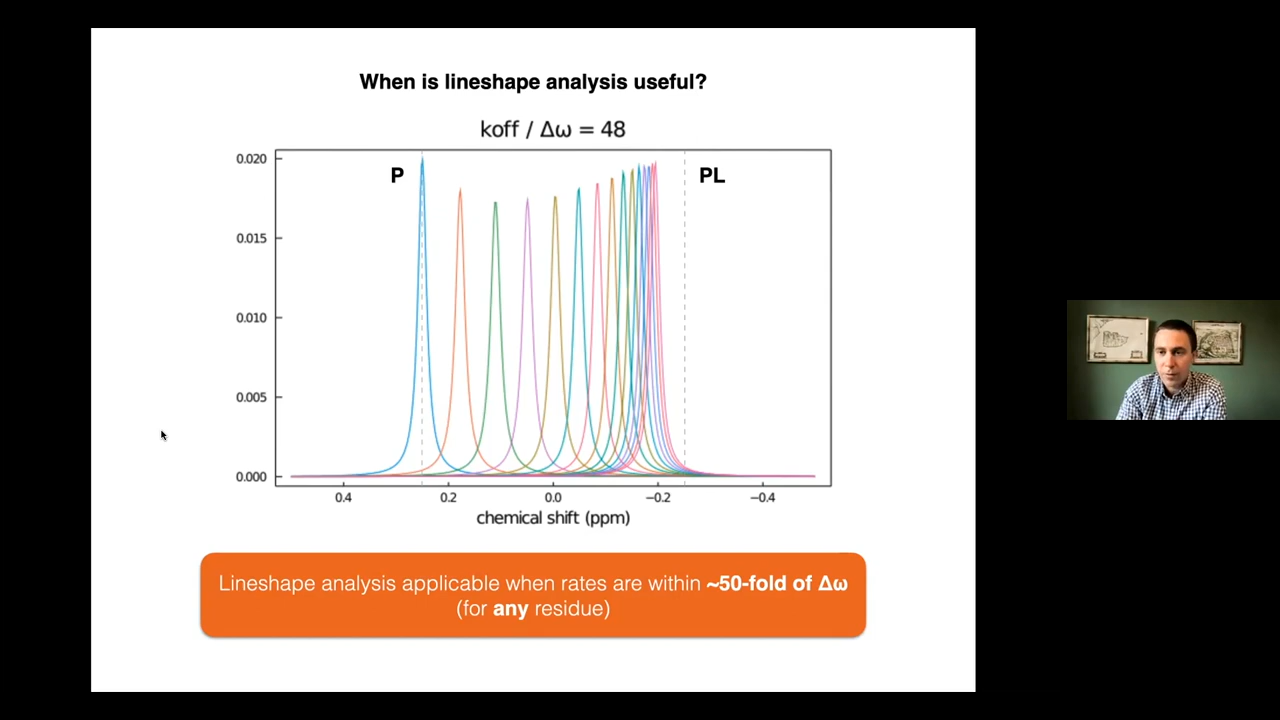 When is lineshape analysis useful?
koff / Δω = 48
P
PL
0.020
0.015
0.010
0.005
0.000
0.4
0.2
0.0
−0.2
−0.4
chemical shift (ppm)
Lineshape analysis applicable when rates are within ~50-fold of Δω
(for any residue)